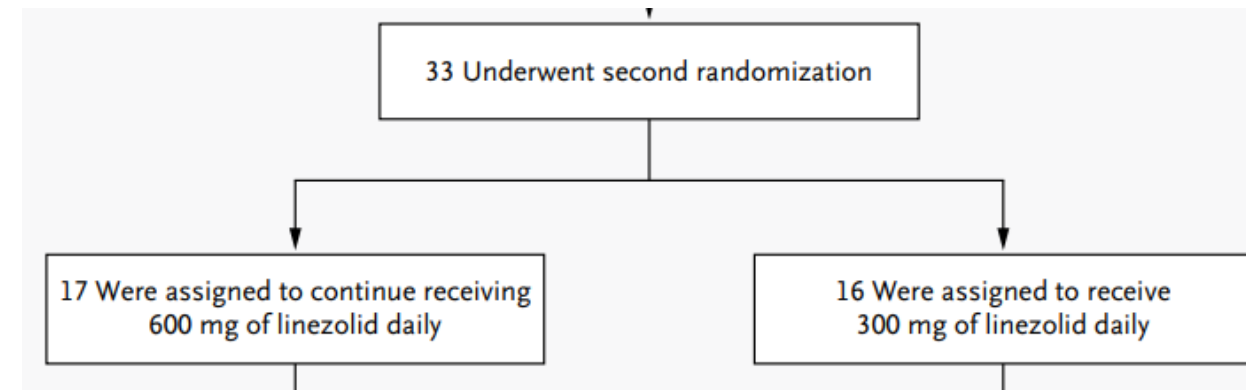 33 Underwent second randomization
17 Were assigned to continue receiving
600 mg of linezolid daily
16 Were assigned to receive
300 mg of linezolid daily